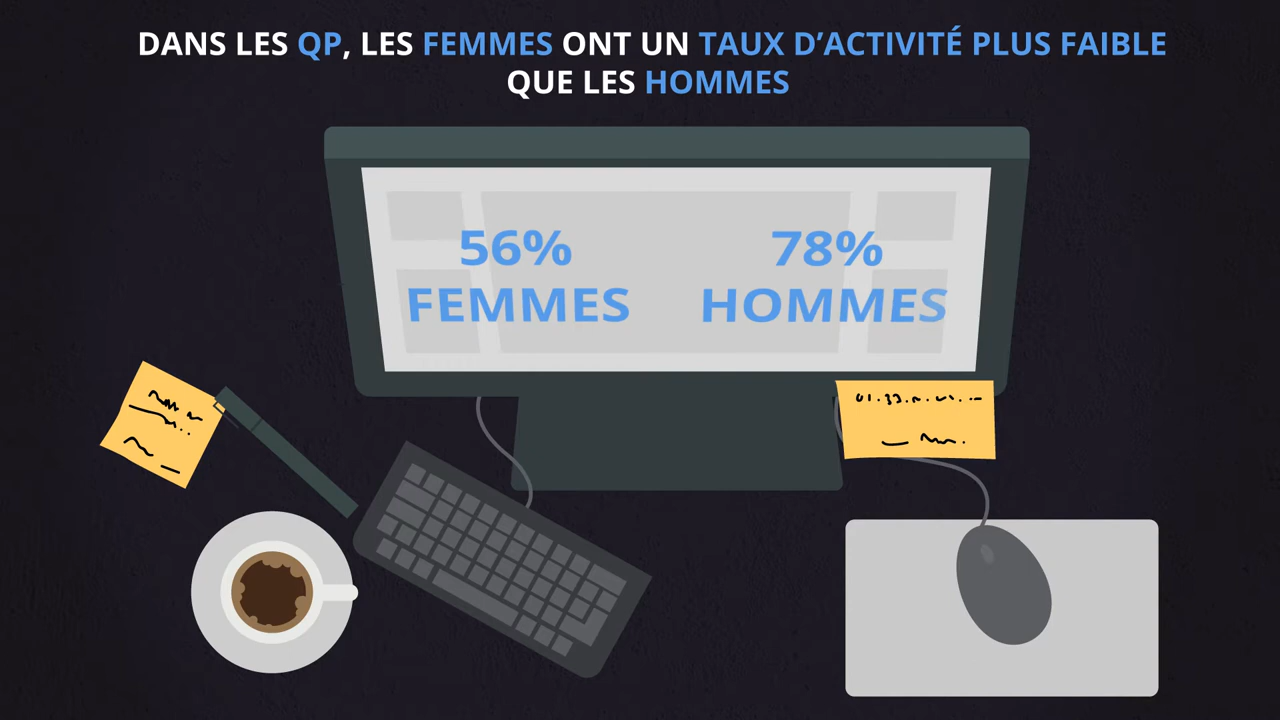 DANS LES QP, LES FEMMES ONT UN TAUX D’ACTIVITÉ PLUS FAIBLE
QUE LES HOMMES
56% 78%
FEMMES HOMMES